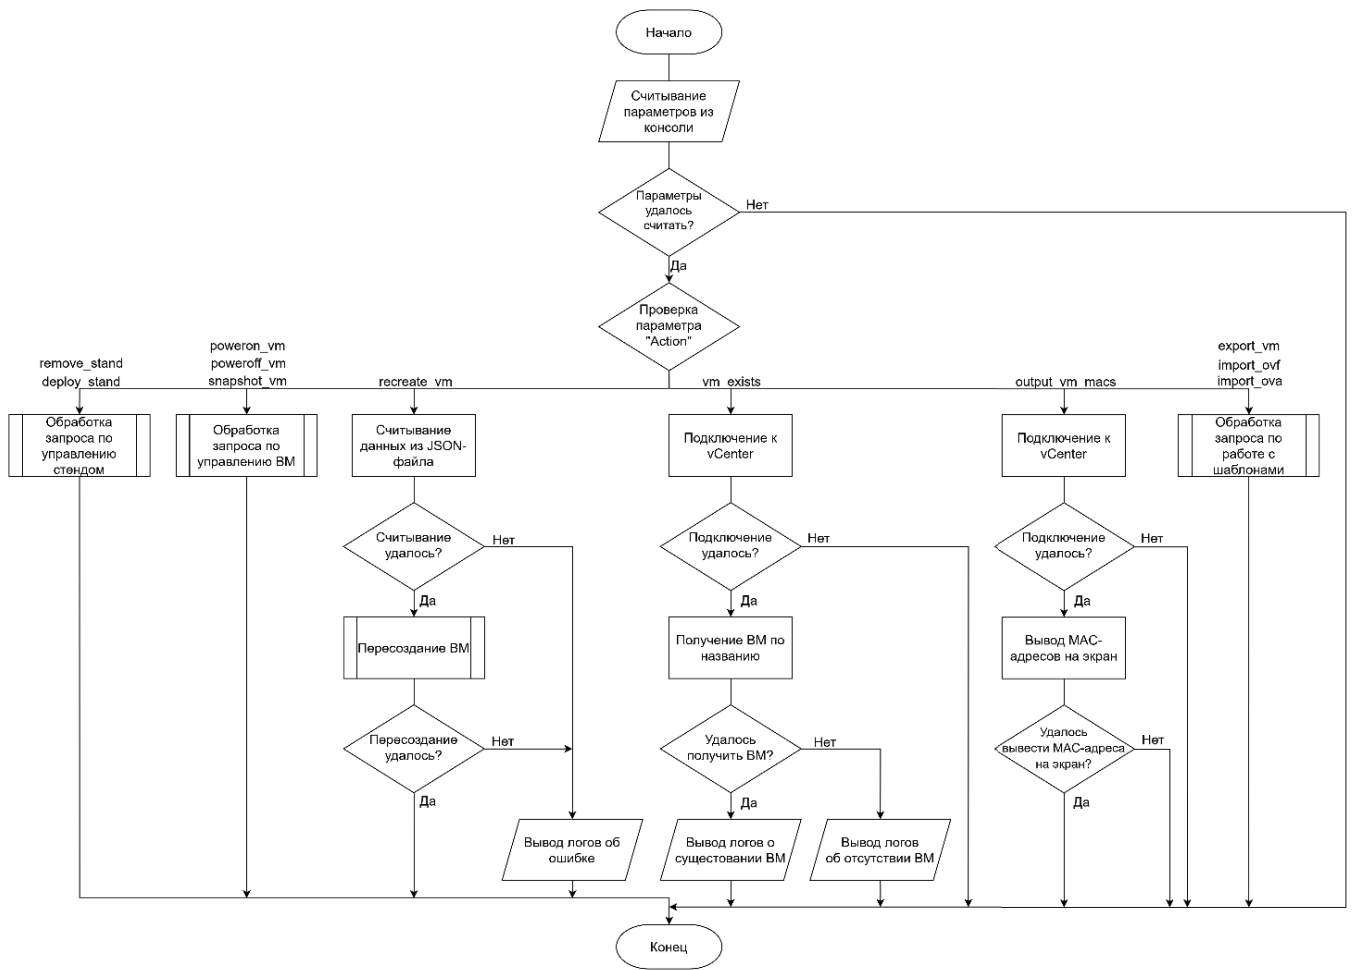 Начало
Считывание
параметров из
консоли
Параметры
удалось
считать?
Нет
Да
Проверка
параметра
"Action"
remove_stand
deploy_stand
poweron_vm
poweroff_vm
snapshot_vm
recreate_vm
vm_exists
output_vm_macs
export_vm
import_ovf
import_ova
Обработка
запроса по
управлению
стендом
Обработка
запроса по
управлению ВМ
Считывание
данных из JSON-
файла
Подключение к
vCenter
Подключение к
vCenter
Обработка
запроса по
работе с
шаблонами
Считывание
удалось?
Нет
Да
Подключение
удалось?
Нет
Да
Подключение
удалось?
Нет
Да
Пересоздание ВМ
Получение ВМ по
названию
Вывод MAC-
адресов на экран
Пересоздание
удалось?
Нет
Да
Удалось
получить ВМ?
Нет
Да
Удалось
вывести MAC-адреса
на экран?
Нет
Да
Вывод логов об
ошибке
Вывод логов о
сущестовании ВМ
Вывод логов
об отсутствии ВМ
Конец